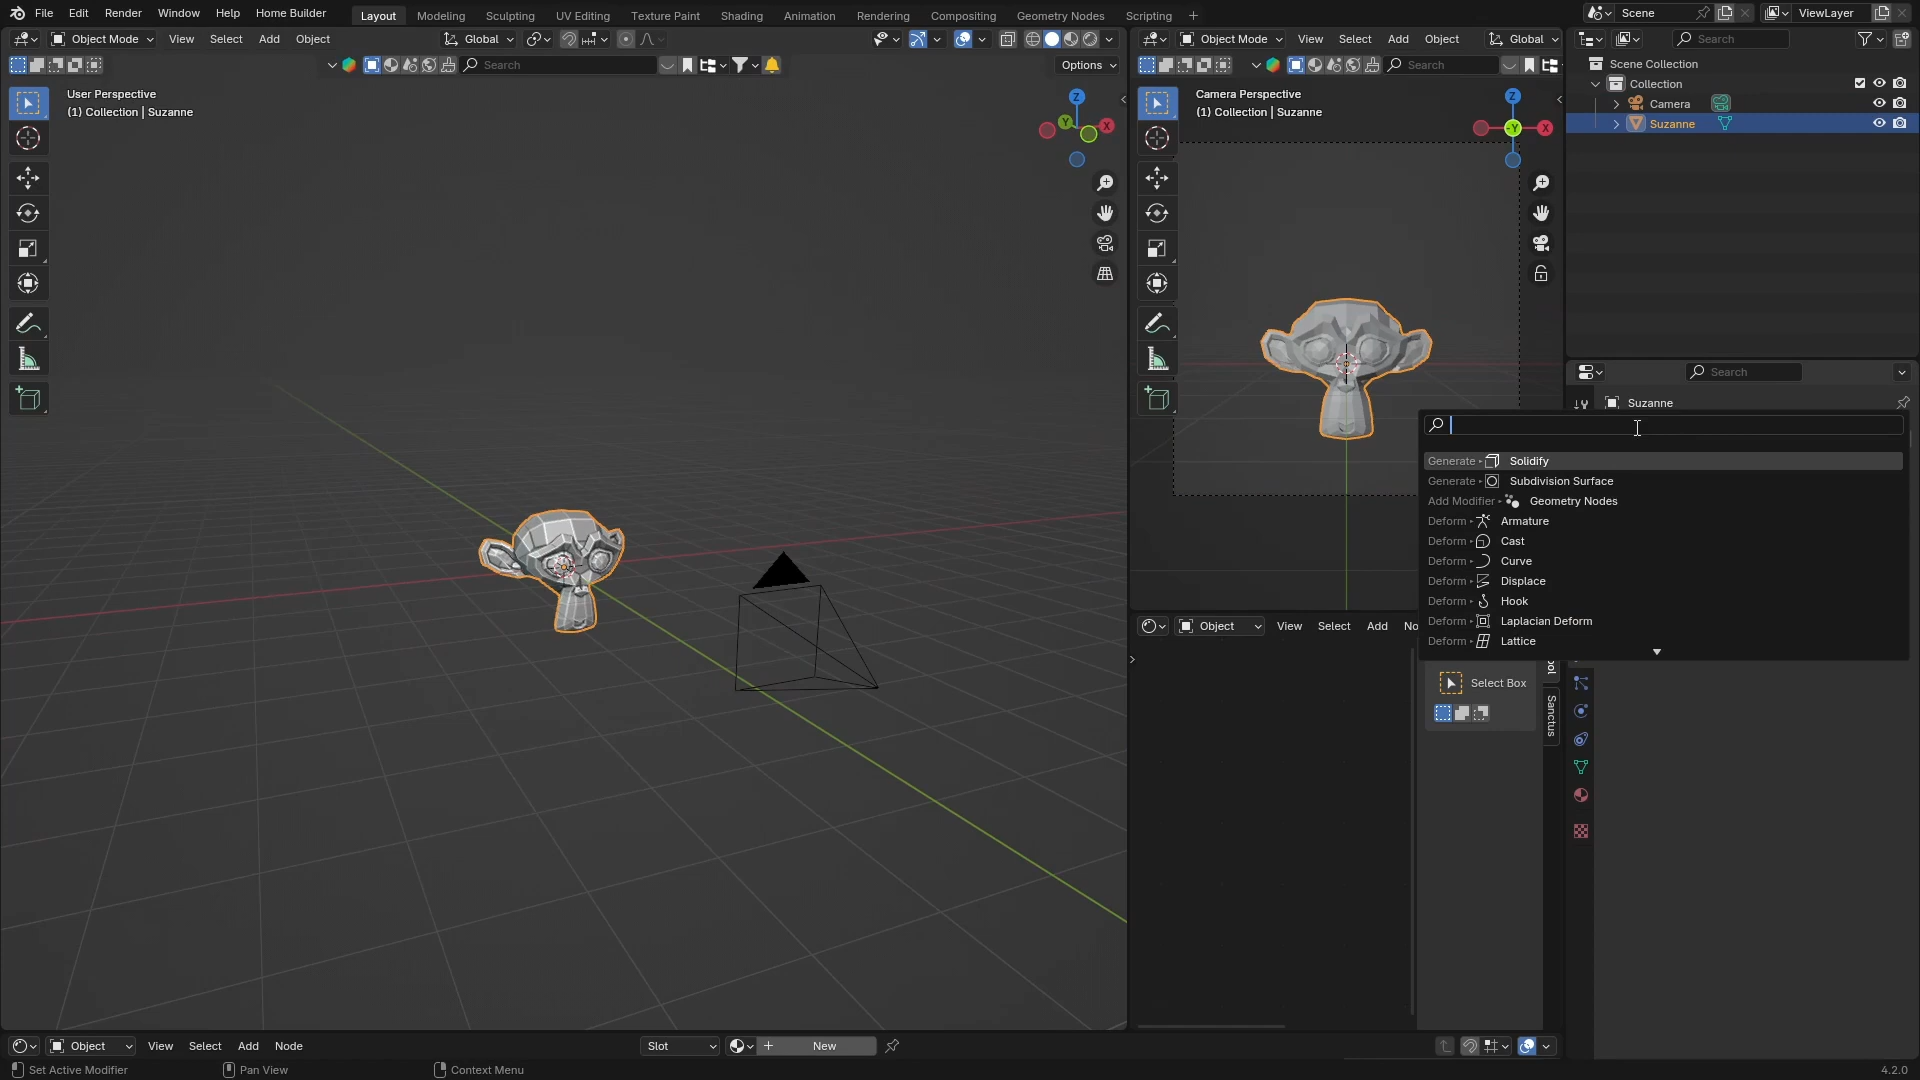 File Edit Render Window Help Home Builder Layout Modeling Sculpting UV Editing Texture Paint Shading Animation Rendering Compositing Geometry Nodes Scripting + Scene ViewLayer
Object Mode View Select Add Object Global
Search Options
User Perspective
(1) Collection | Suzanne
Z
Y
X
Object Mode View Select Add Object Global
Search
Camera Perspective
(1) Collection | Suzanne
Z
-Y
X
Search
Scene Collection
Collection
Camera
Suzanne
Search
Suzanne
Generate Solidify
Generate Subdivision Surface
Add Modifier Geometry Nodes
Deform Armature
Deform Cast
Deform Curve
Deform Displace
Deform Hook
Deform Laplacian Deform
Deform Lattice
Object View Select Add No
Select Box
Sanctus
Object View Select Add Node Slot New
Set Active Modifier Pan View Context Menu 4.2.0